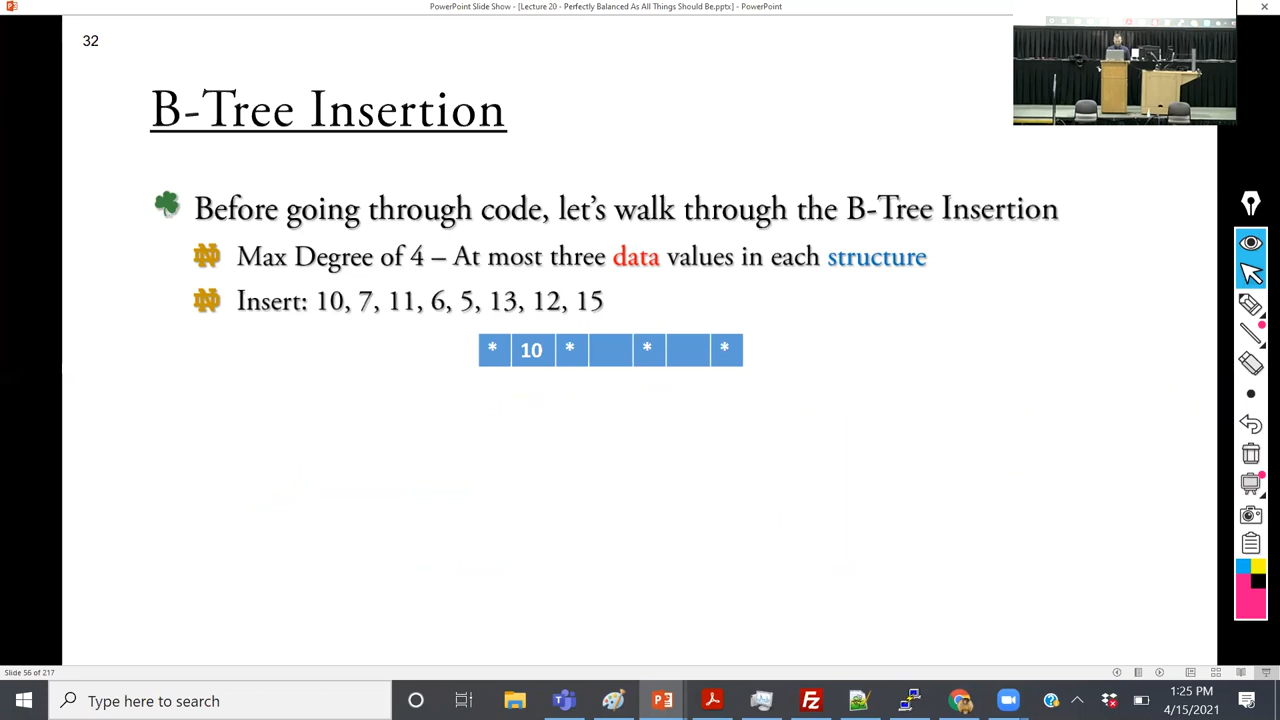 PowerPoint Slide Show - [Lecture 20 - Perfectly Balanced As All Things Should Be.pptx] - PowerPoint
32
B-Tree Insertion
Before going through code, let's walk through the B-Tree Insertion
Max Degree of 4 – At most three data values in each structure
Insert: 10, 7, 11, 6, 5, 13, 12, 15
* 10 * * *
Slide 56 of 217
Type here to search
1:25 PM
4/15/2021